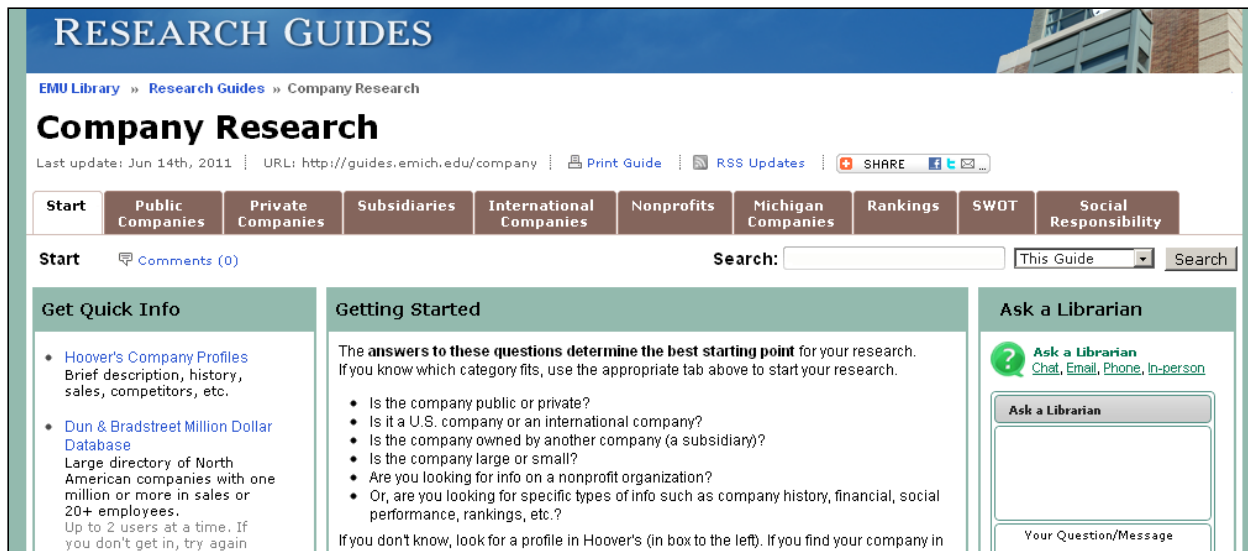 RESEARCH GUIDES
EMU Library » Research Guides » Company Research
Company Research
Last update: Jun 14th, 2011 URL: http://guides.emich.edu/company Print Guide RSS Updates SHARE ...
Start Public Companies Private Companies Subsidiaries International Companies Nonprofits Michigan Companies Rankings SWOT Social Responsibility
Start Comments (0) Search: This Guide Search
Get Quick Info
Hoover's Company Profiles
Brief description, history,
sales, competitors, etc.
Dun & Bradstreet Million Dollar
Database
Large directory of North
American companies with one
million or more in sales or
20+ employees.
Up to 2 users at a time. If
you don't get in, try again
Getting Started
The answers to these questions determine the best starting point for your research.
If you know which category fits, use the appropriate tab above to start your research.
Is the company public or private?
Is it a U.S. company or an international company?
Is the company owned by another company (a subsidiary)?
Is the company large or small?
Are you looking for info on a nonprofit organization?
Or, are you looking for specific types of info such as company history, financial, social
performance, rankings, etc.?
If you don't know, look for a profile in Hoover's (in box to the left). If you find your company in
Ask a Librarian
Ask a Librarian
Chat, Email, Phone, In-person
Ask a Librarian
Your Question/Message